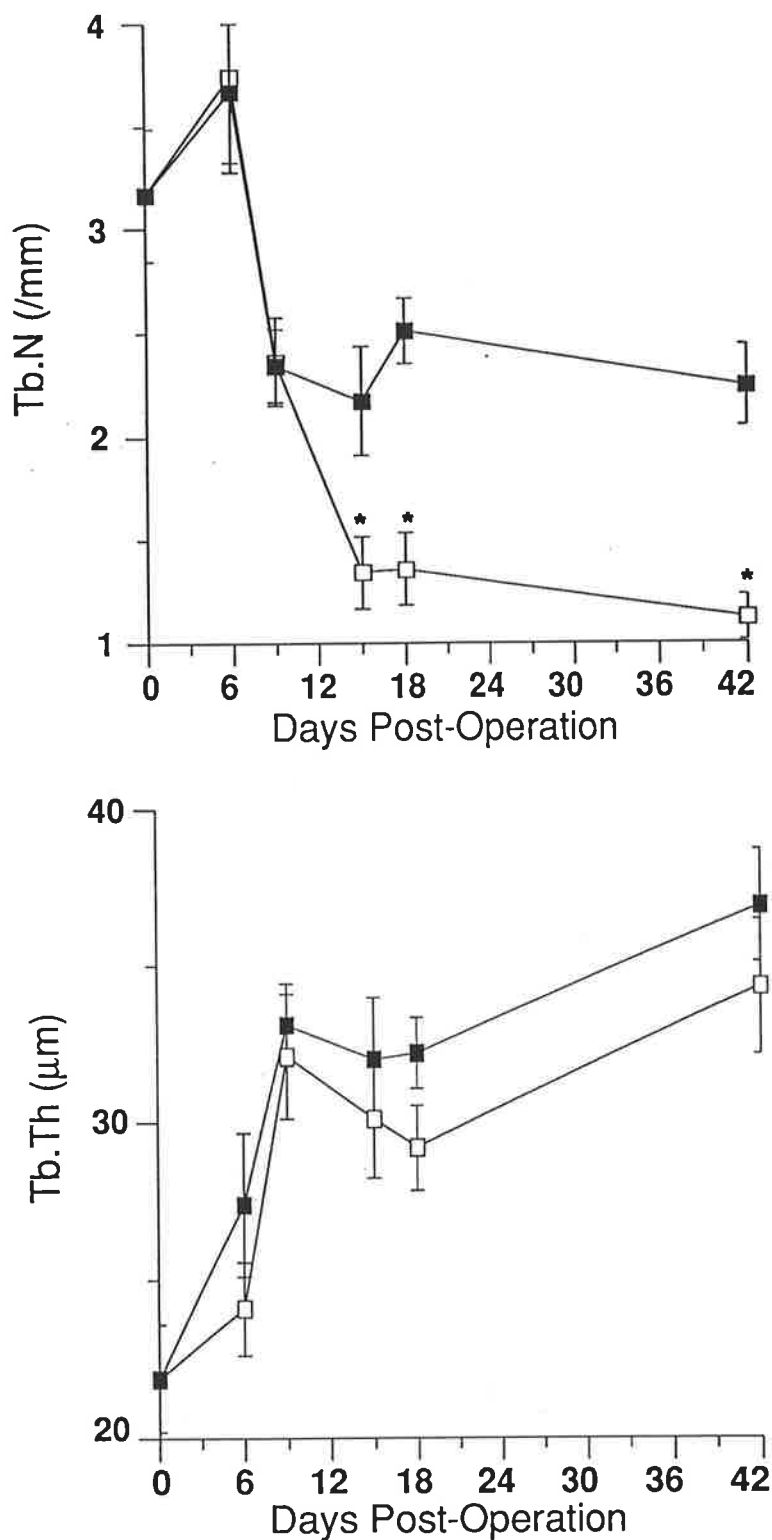 4
3
2
1
Tb.N (/mm)
*
*
*
0 6 12 18 24 30 36 42
Days Post-Operation
40
30
20
Tb.Th (μm)
0 6 12 18 24 30 36 42
Days Post-Operation